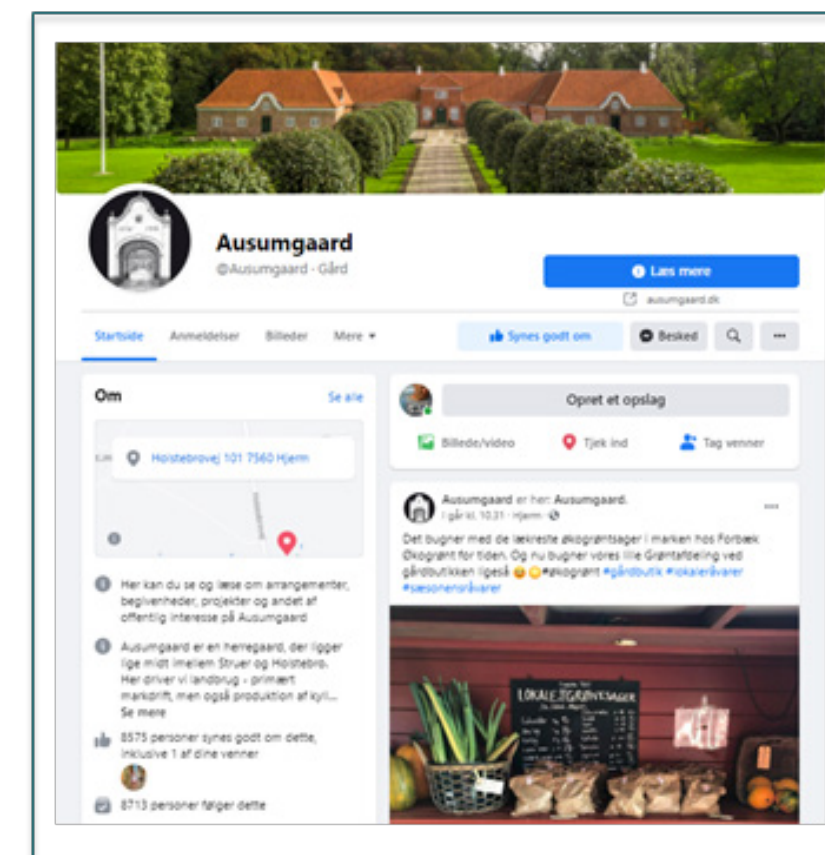 Ausumgaard
@Ausumgaard · Gård
Læs mere
ausumgaard.dk
Startside Anmeldelser Billeder Mere
Synes godt om Besked
Om Se alle
Holstebrovej 101 7560 Hjerm
Her kan du se og læse om arrangementer,
begivenheder, projekter og andet af
offentlig interesse på Ausumgaard
Ausumgaard er en herregaard, der ligger
lige midt imellem Struer og Holstebro.
Her driver vi landbrug - primært
markdrift, men også produktion af kyl...
Se mere
8575 personer synes godt om dette,
inklusive 1 af dine venner
8713 personer følger dette
Opret et opslag
Billede/video Tjek ind Tag venner
Ausumgaard er her: Ausumgaard.
I går kl. 10.31 · Hjerm ·
Det bugner med de lækreste økogrøntsager i marken hos Forbæk
Økogrønt for tiden. Og nu bugner vores lille Grøntafdeling ved
gårdbutikken ligeså #økogrønt #gårdbutik #lokaleråvarer
#sæsonensråvarer
LOKALE GRØNTSAGER